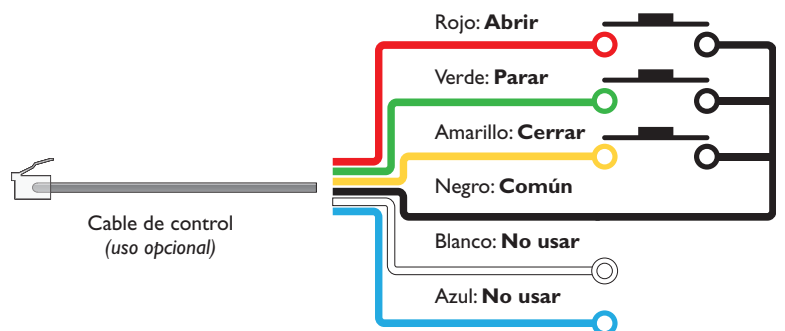 Rojo: Abrir
Verde: Parar
Amarillo: Cerrar
Negro: Común
Cable de control
(uso opcional)
Blanco: No usar
Azul: No usar